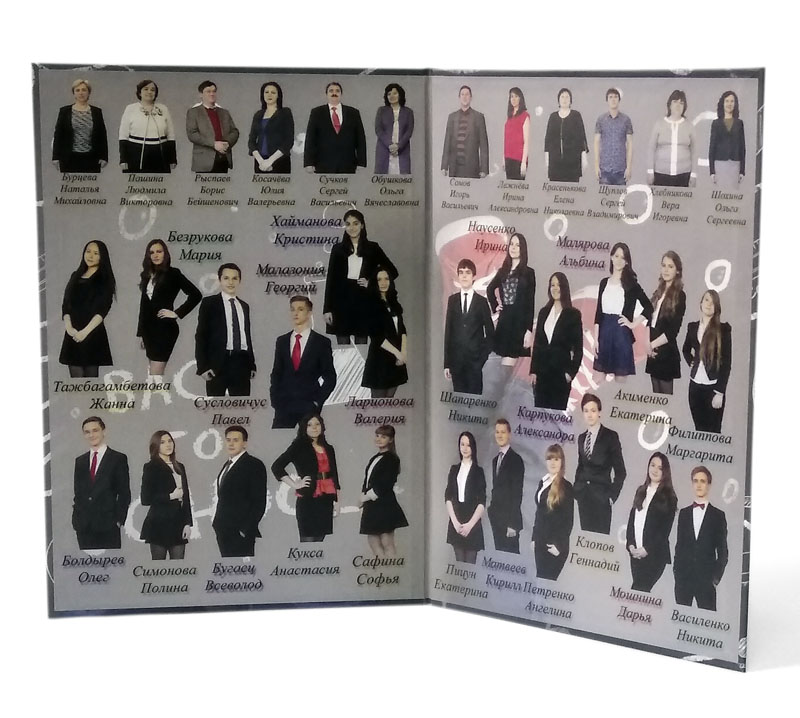 Бурцева
Наталья
Михайловна
Пашина
Людмила
Викторовна
Рыспаев
Борис
Бейшенович
Косачёва
Юлия
Валерьевна
Сучков
Сергей
Васильевич
Обушкова
Ольга
Вячеславовна
Хайманова
Кристина
Безрукова
Мария
Малазония
Георгий
Тажбагамбетова
Жанна
Сусловичус
Павел
Ларионова
Валерия
Болдырев
Олег
Симонова
Полина
Бугаец
Всеволод
Кукса
Анастасия
Сафина
Софья
Сомов
Игорь
Васильевич
Лежнёва
Ирина
Александровна
Красенькова
Елена
Николаевна
Щуплов
Сергей
Владимирович
Хлебникова
Вера
Игоревна
Шахина
Ольга
Сергеевна
Наусенко
Ирина
Малярова
Альбина
Шапаренко
Никита
Карпукова
Александра
Акименко
Екатерина
Филиппова
Маргарита
Пицун
Екатерина
Матвеев
Кирилл
Петренко
Ангелина
Клопов
Геннадий
Мошнина
Дарья
Василенко
Никита